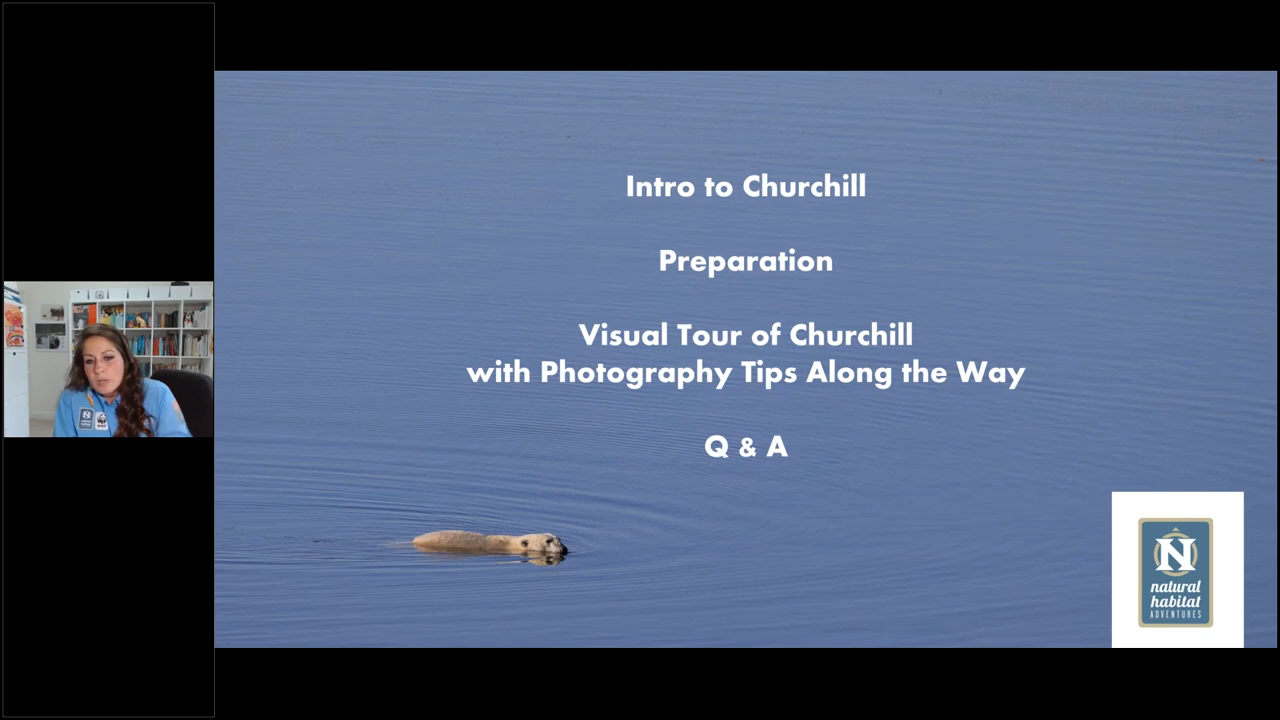 Intro to Churchill
Preparation
Visual Tour of Churchill
with Photography Tips Along the Way
Q & A
N
natural
habitat
ADVENTURES